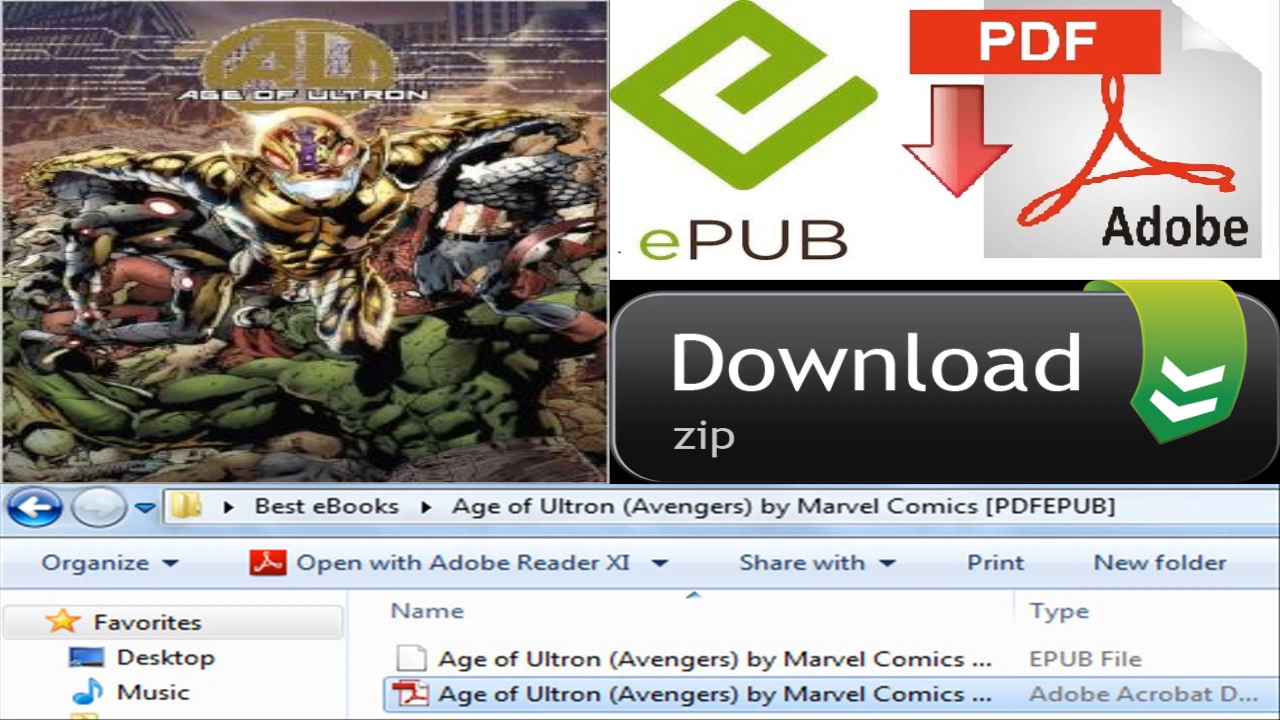 AU
AGE OF ULTRON
ePUB
PDF
Adobe
Download
zip
Best eBooks
Age of Ultron (Avengers) by Marvel Comics [PDFEPUB]
Organize
Open with Adobe Reader XI
Share with
Print
New folder
Favorites
Desktop
Music
Name
Type
Age of Ultron (Avengers) by Marvel Comics ...
EPUB File
Age of Ultron (Avengers) by Marvel Comics ...
Adobe Acrobat D...